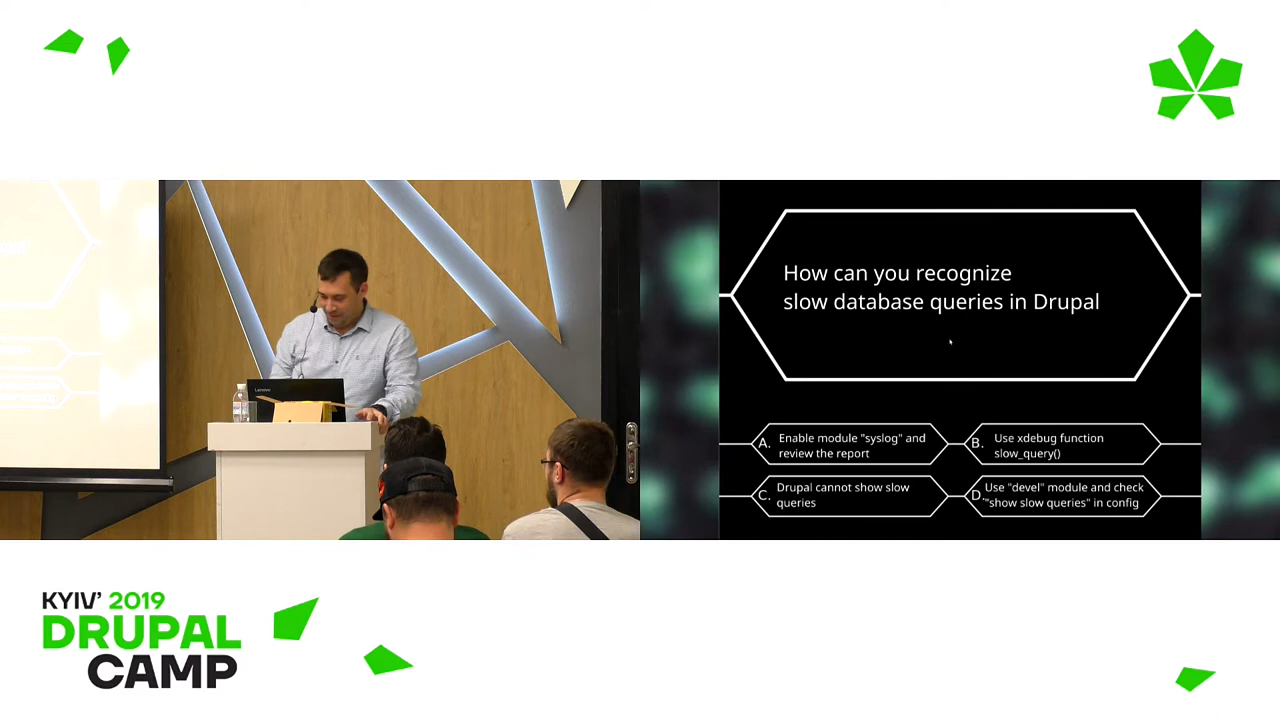 How can you recognize
slow database queries in Drupal
A. Enable module "syslog" and
review the report
B. Use xdebug function
slow_query()
C. Drupal cannot show slow
queries
D. Use "devel" module and check
"show slow queries" in config
Lenovo
KYIV' 2019
DRUPAL
CAMP